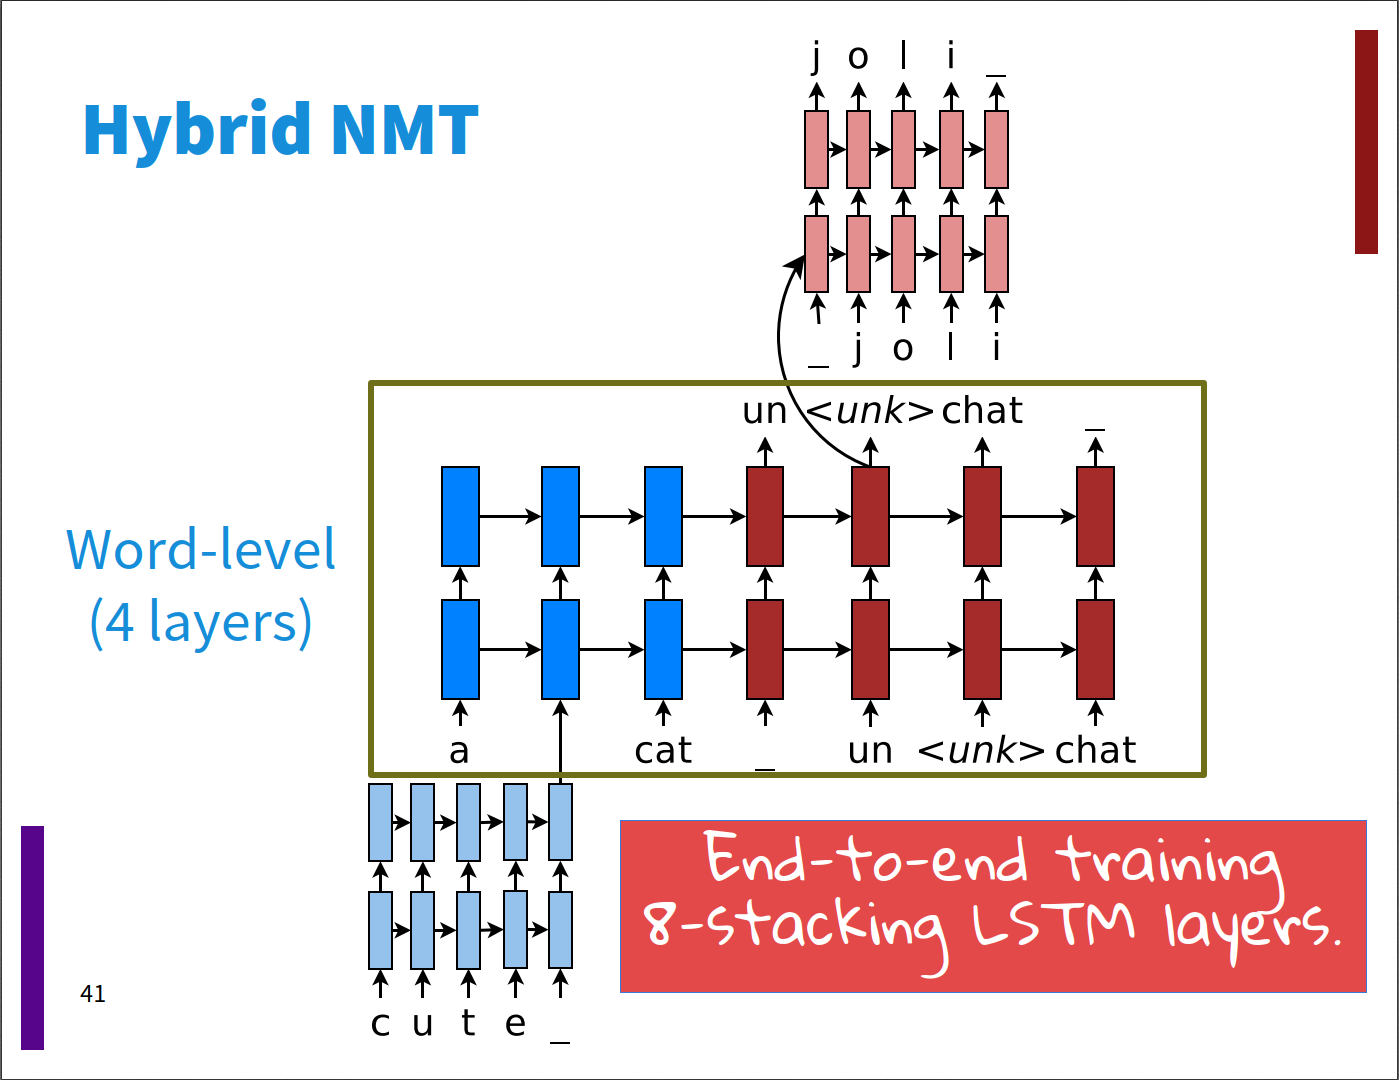 j o l i _
Hybrid NMT
_ j o l i
un <unk> chat _
Word-level
(4 layers)
a cat _ un <unk> chat
End-to-end training
8-stacking LSTM layers.
41
c u t e _